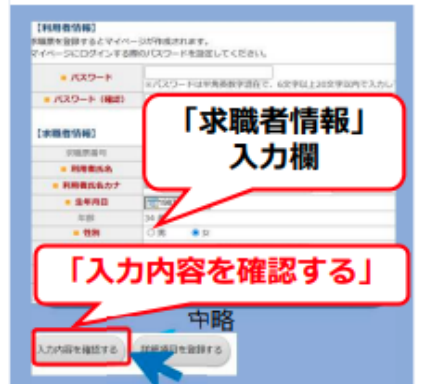 【利用者情報】
求職票を登録するとマイページが作成されます。
マイページにログインする際のパスワードを設定してください。
パスワード
※パスワードは半角英数字混在で、6文字以上20文字以内で入力し
パスワード（確認）
【求職者情報】
求職票番号
利用者氏名
利用者氏名カナ
生年月日
年齢
34
性別
男 女
「求職者情報」
入力欄
「入力内容を確認する」
中略
入力内容を確認する
詳細項目を登録する